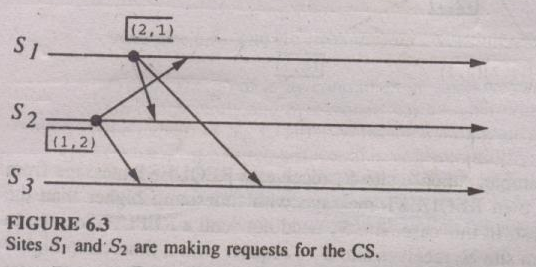 (2,1)
S1
S2
(1,2)
S3
FIGURE 6.3
Sites S1 and S2 are making requests for the CS.